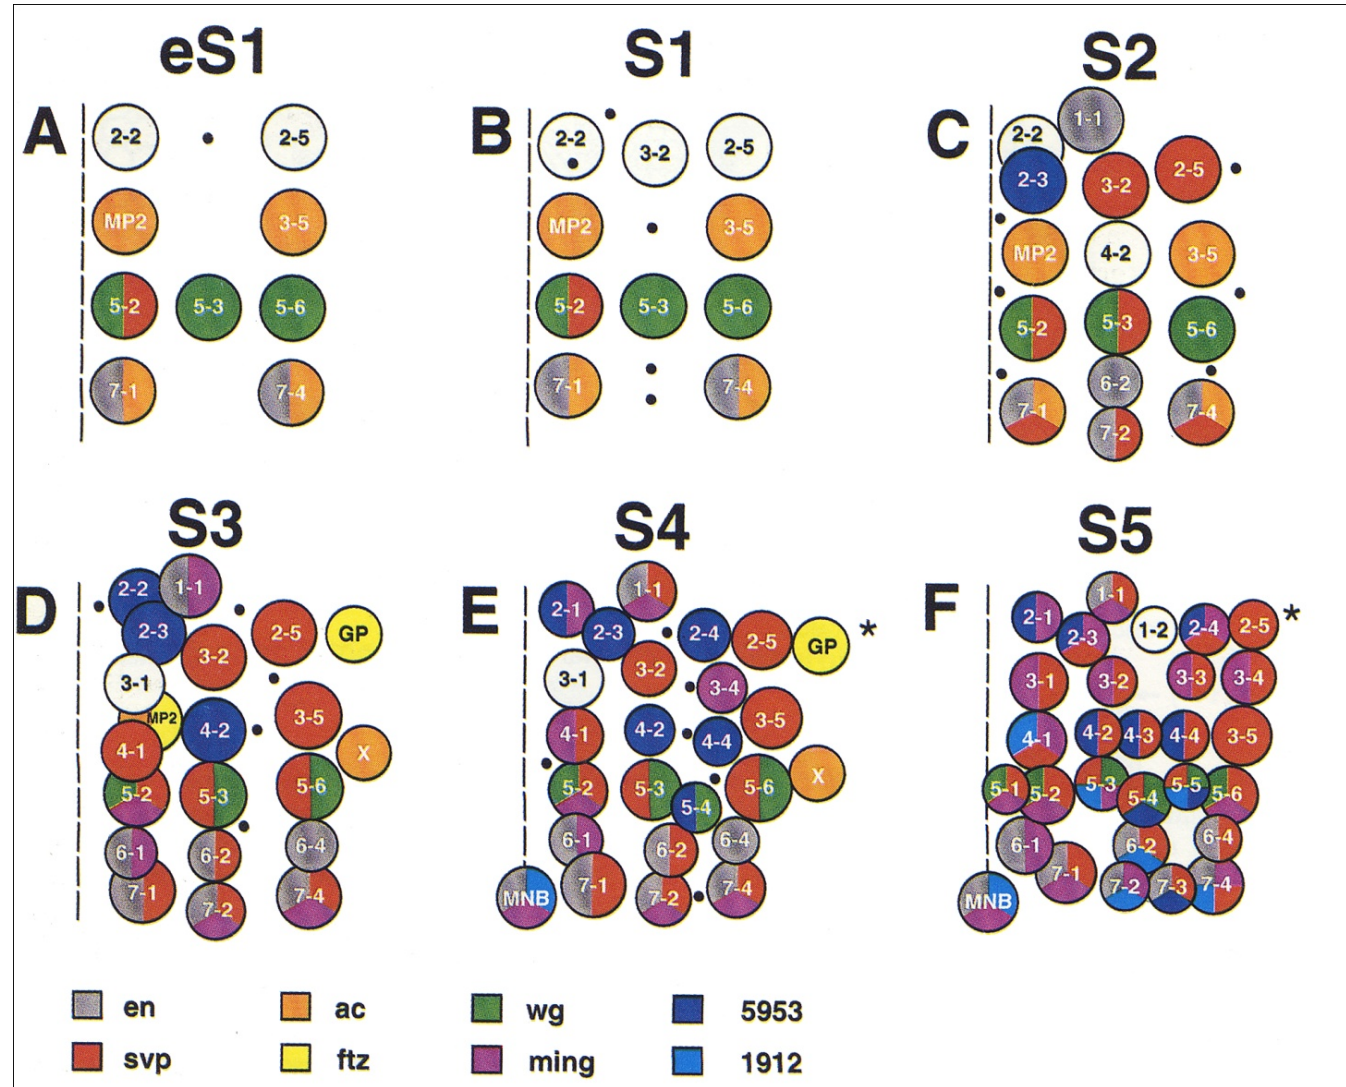 eS1 S1 S2
A B C
2-2 2-5
MP2 3-5
5-2 5-3 5-6
7-1 7-4
2-2 3-2 2-5
MP2 3-5
5-2 5-3 5-6
7-1 7-4
1-1
2-2
2-3 3-2 2-5
MP2 4-2 3-5
5-2 5-3 5-6
6-2
7-1 7-2 7-4
S3 S4 S5
D E F
2-2 1-1
2-3 3-2 2-5 GP
3-1
MP2
4-1 4-2 3-5 X
5-2 5-3 5-6
6-1 6-2 6-4
7-1 7-2 7-4
2-1 1-1
2-3 2-4 2-5 GP *
3-1 3-2 3-4
4-1 4-2 4-4 3-5
5-2 5-3 5-4 5-6 X
6-1 6-2 6-4
MNB 7-1 7-2 7-4
1-1
2-1 2-3 1-2 2-4 2-5 *
3-1 3-2 3-3 3-4
4-1 4-2 4-3 4-4 3-5
5-1 5-2 5-3 5-4 5-5 5-6
6-1 6-2 6-4
MNB 7-1 7-2 7-3 7-4
en ac wg 5953
svp ftz ming 1912